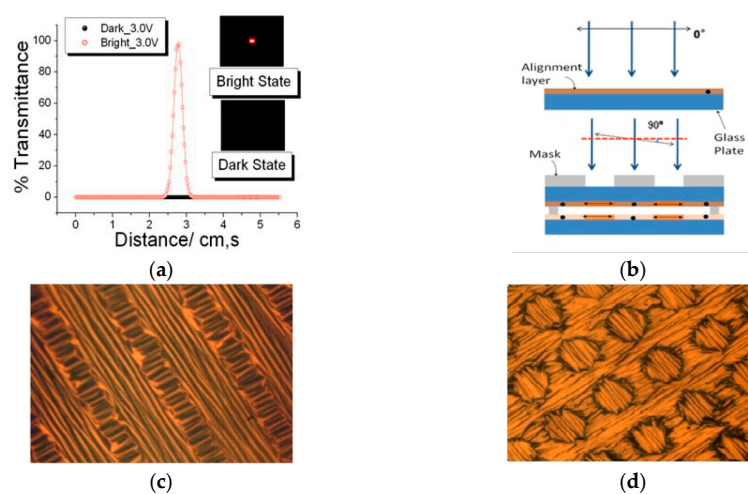 Dark_3.0V
Bright_3.0V
100
80
60
40
20
0
% Transmittance
Bright State
Dark State
0 1 2 3 4 5 6
Distance/ cm,s
(a)
0°
Alignment
layer
Glass
Plate
90°
Mask
(b)
(c)
(d)